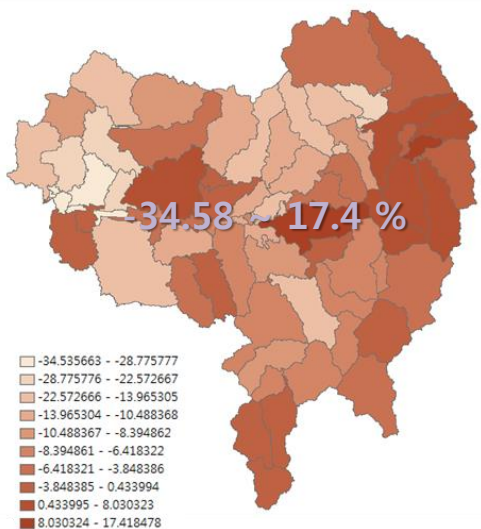 -34.58 ~ 17.4 %
-34.535663 - -28.775777
-28.775776 - -22.572667
-22.572666 - -13.965305
-13.965304 - -10.488368
-10.488367 - -8.394862
-8.394861 - -6.418322
-6.418321 - -3.848386
-3.848385 - 0.433994
0.433995 - 8.030323
8.030324 - 17.418478